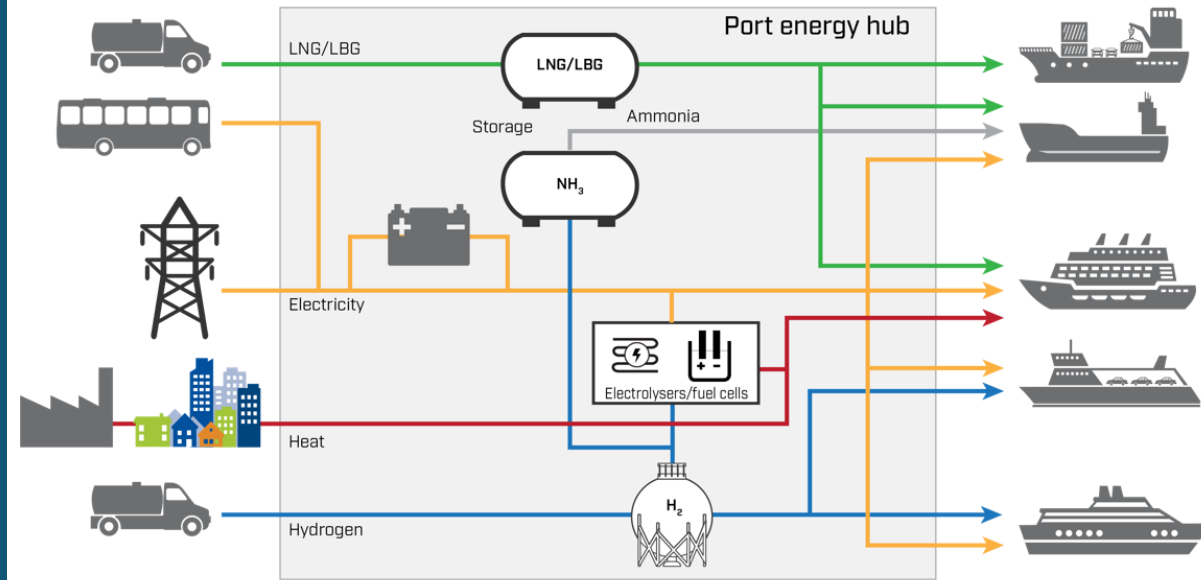 Port energy hub
LNG/LBG
LNG/LBG
Storage
Ammonia
NH₃
+ −
Electricity
+ -
Electrolysers/fuel cells
Heat
H₂
Hydrogen